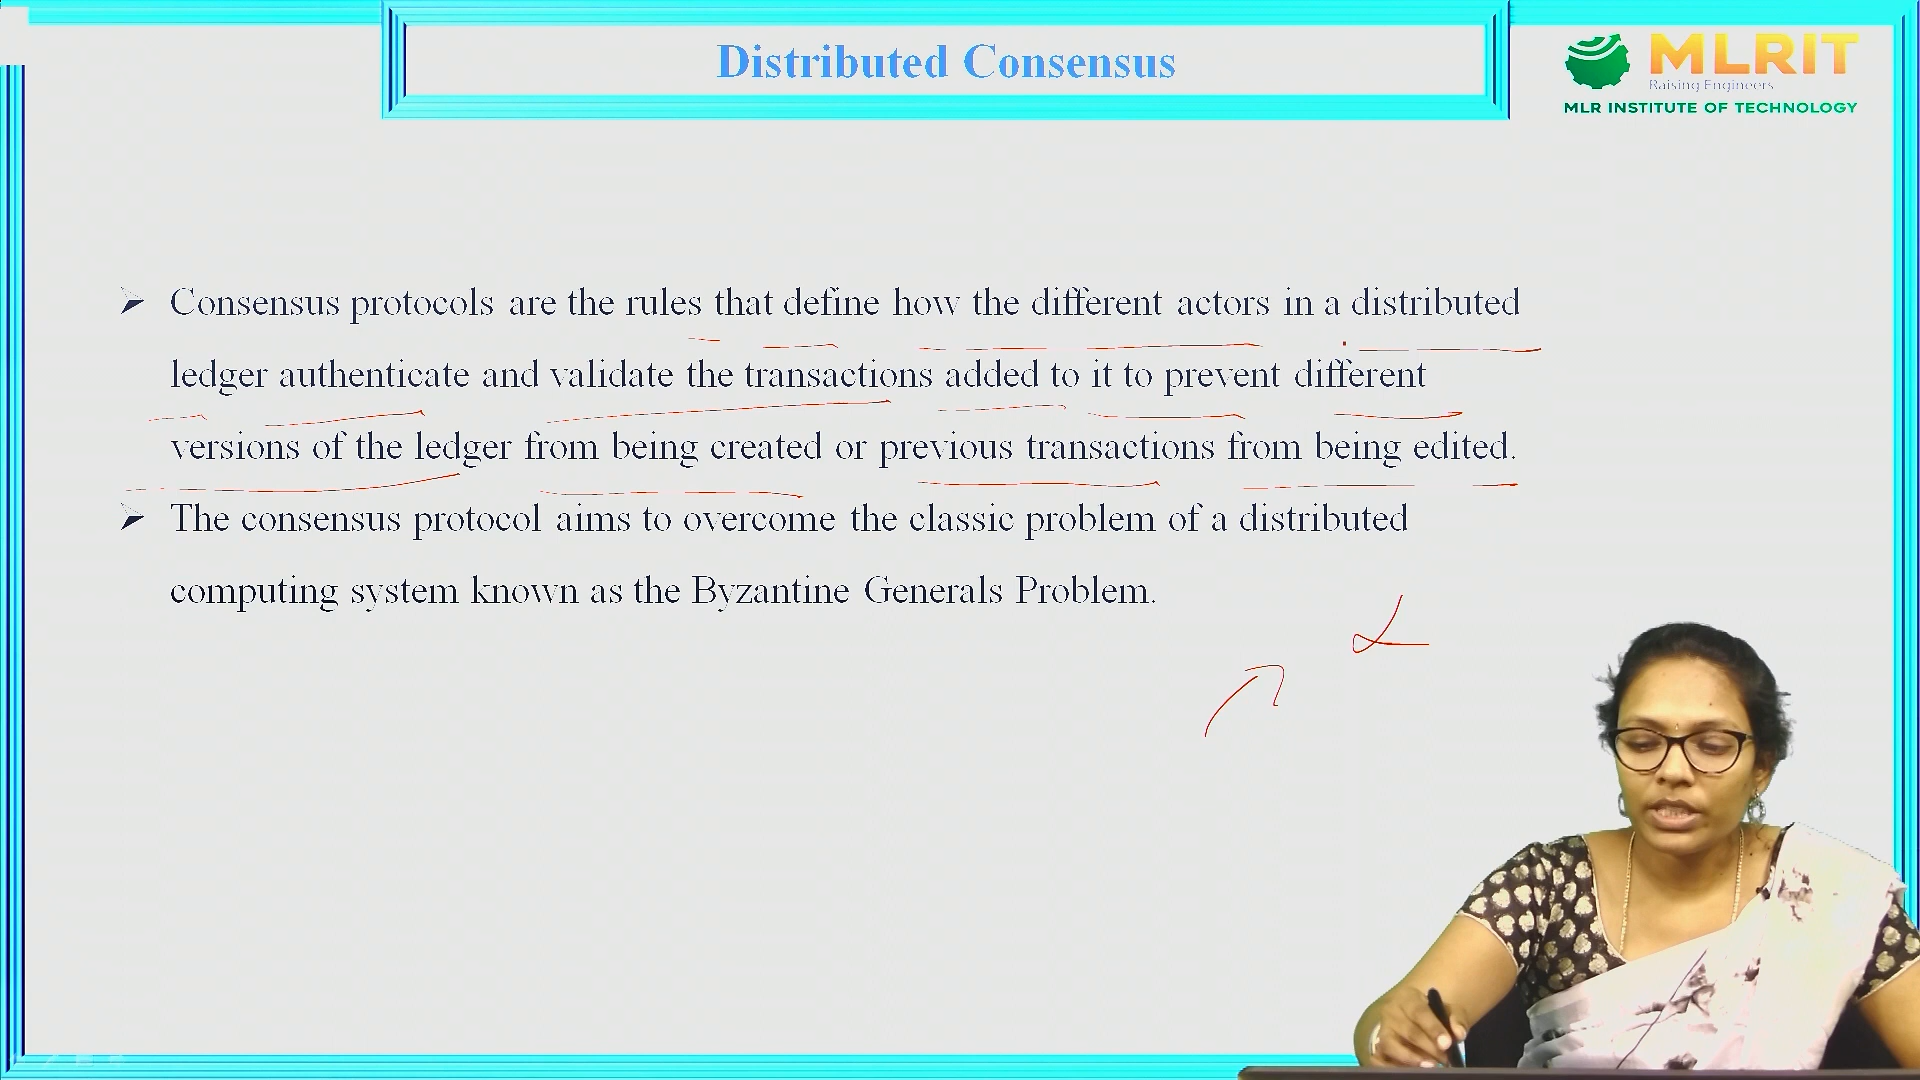 Distributed Consensus
MLRIT
Raising Engineers
MLR INSTITUTE OF TECHNOLOGY
➢ Consensus protocols are the rules that define how the different actors in a distributed
ledger authenticate and validate the transactions added to it to prevent different
versions of the ledger from being created or previous transactions from being edited.
➢ The consensus protocol aims to overcome the classic problem of a distributed
computing system known as the Byzantine Generals Problem.